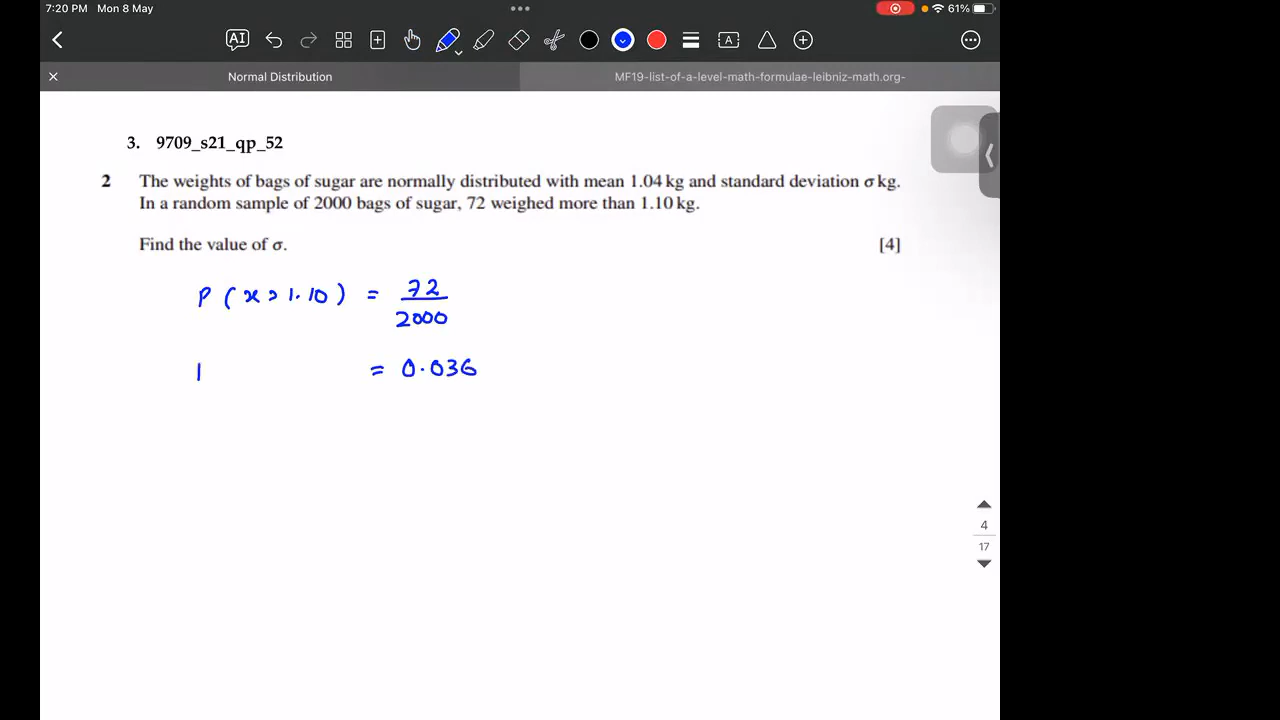 7:20 PM Mon 8 May
61%
AI
A
Normal Distribution
MF19-list-of-a-level-math-formulae-leibniz-math.org-
3. 9709_s21_qp_52
2 The weights of bags of sugar are normally distributed with mean 1.04 kg and standard deviation σ kg.
In a random sample of 2000 bags of sugar, 72 weighed more than 1.10 kg.
Find the value of σ. [4]
P ( x > 1.10 ) = 72
2000
= 0.036
4
17